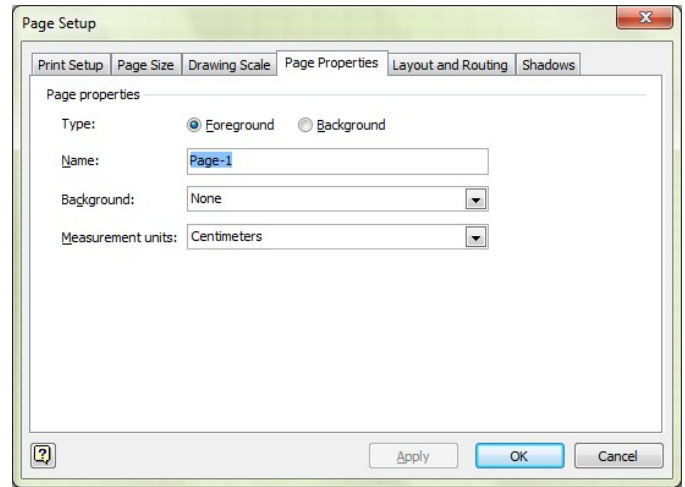 Page Setup
Print Setup Page Size Drawing Scale Page Properties Layout and Routing Shadows
Page properties
Type: Foreground Background
Name: Page-1
Background: None
Measurement units: Centimeters
Apply OK Cancel